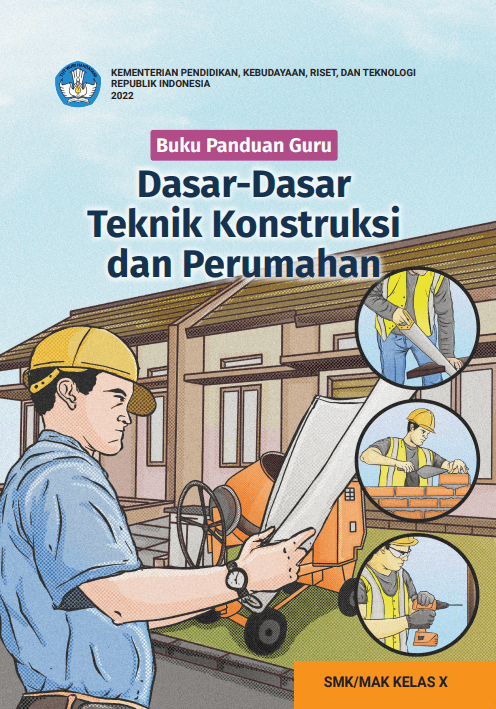 KEMENTERIAN PENDIDIKAN, KEBUDAYAAN, RISET, DAN TEKNOLOGI
REPUBLIK INDONESIA
2022
Buku Panduan Guru
Dasar-Dasar
Teknik Konstruksi
dan Perumahan
SMK/MAK KELAS X